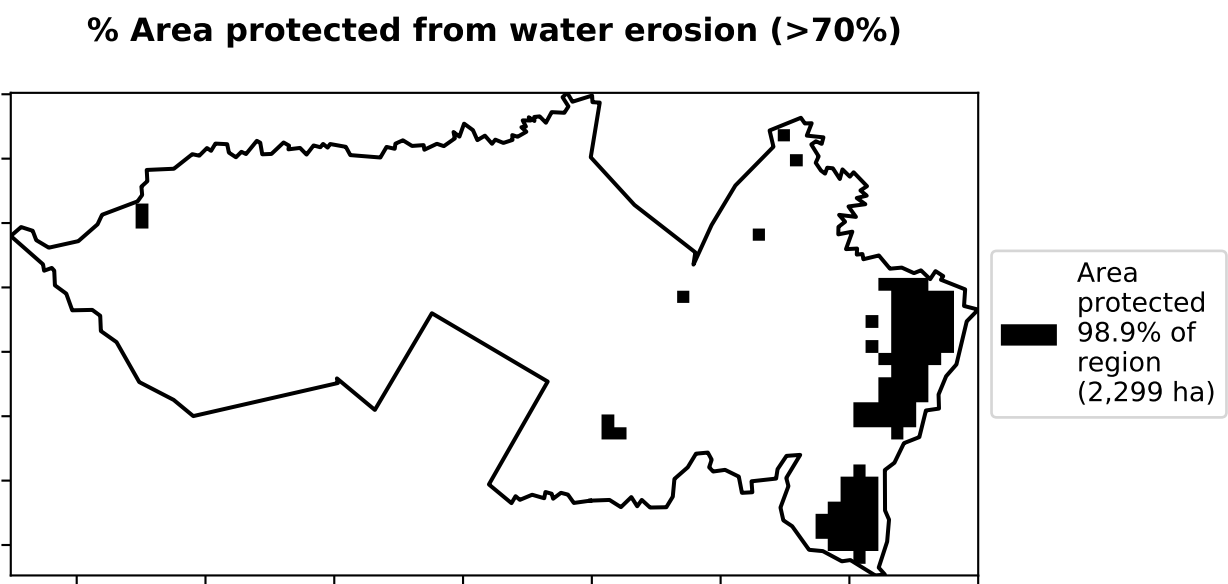 % Area protected from water erosion (>70%)
Area
protected
98.9% of
region
(2,299 ha)